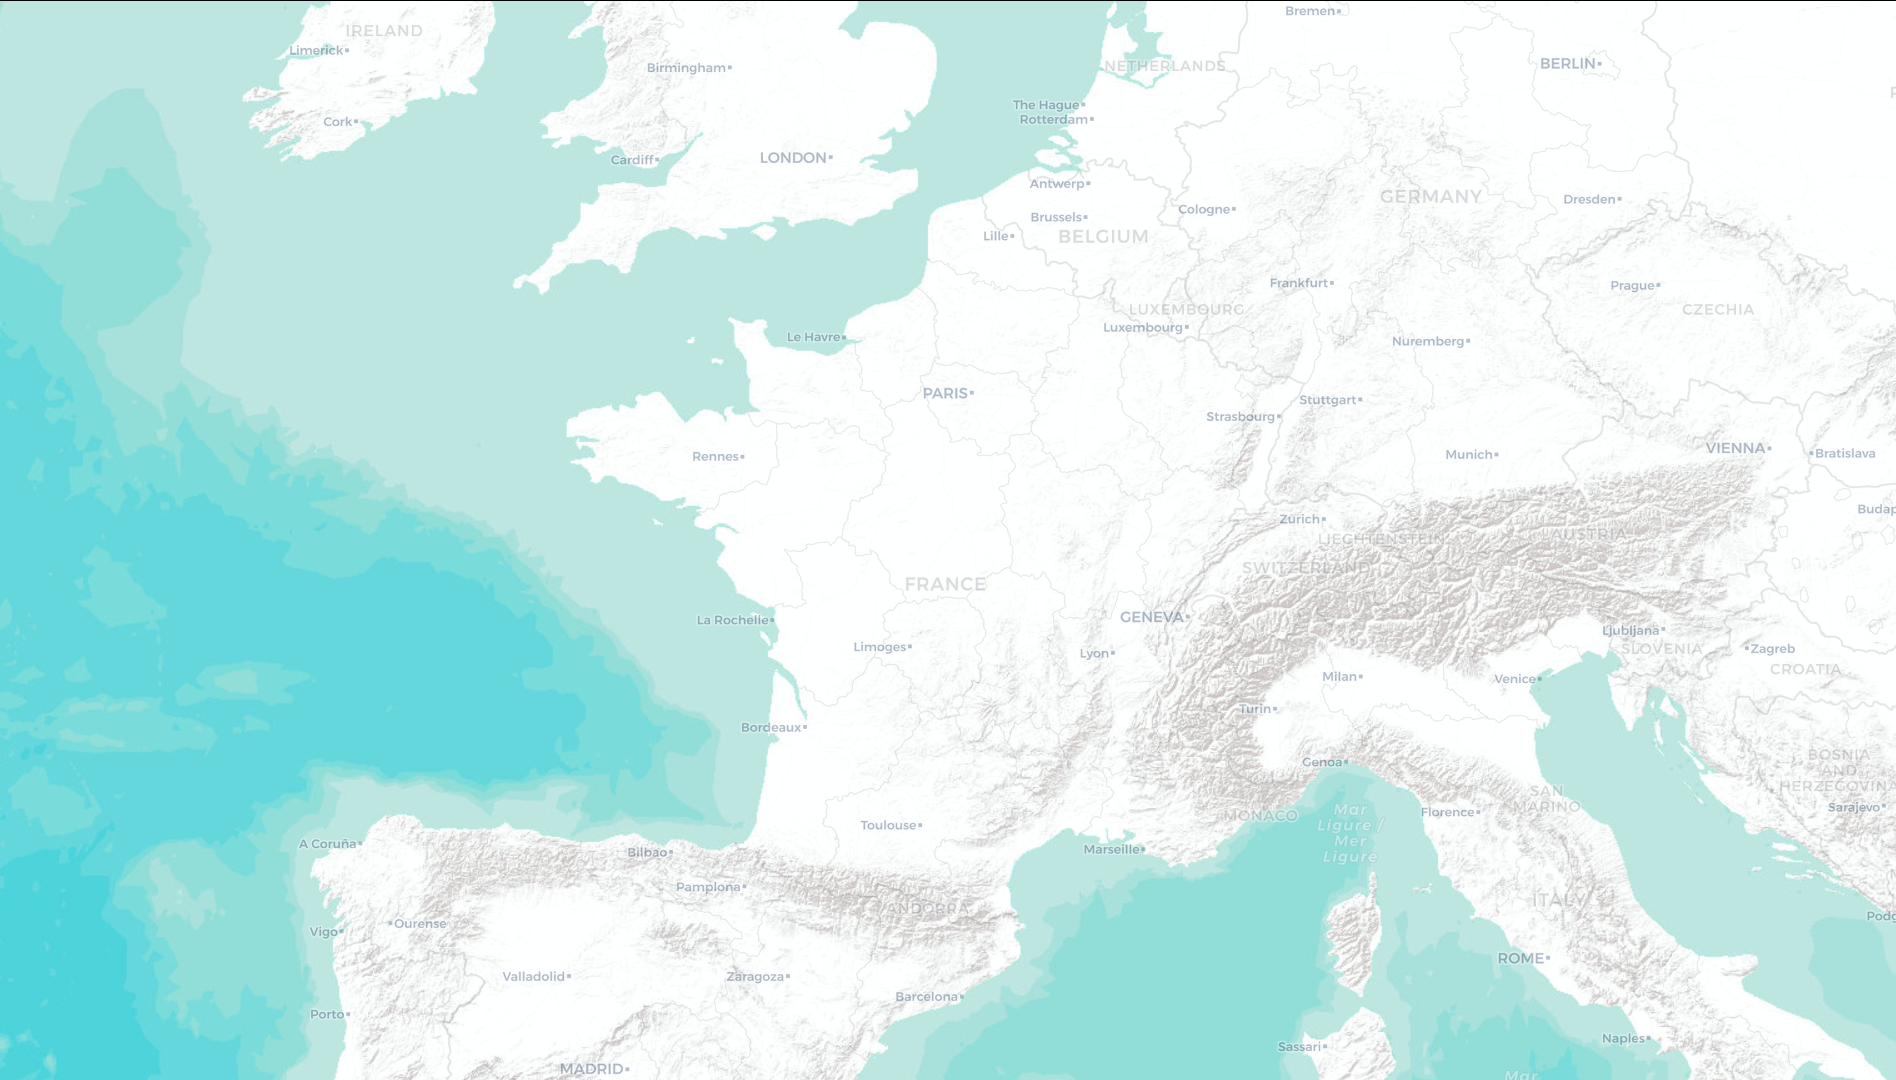 Bremen
IRELAND
Limerick
Birmingham
NETHERLANDS
BERLIN
The Hague
Rotterdam
Cork
Cardiff
LONDON
Antwerp
GERMANY
Dresden
Cologne
Brussels
Lille
BELGIUM
Frankfurt
Prague
LUXEMBOURG
CZECHIA
Luxembourg
Le Havre
Nuremberg
PARIS
Stuttgart
Strasbourg
Rennes
Munich
VIENNA
Bratislava
Budap
Zurich
LIECHTENSTEIN
AUSTRIA
SWITZERLAND
FRANCE
La Rochelle
GENEVA
Ljubljana
Limoges
Lyon
SLOVENIA
Zagreb
CROATIA
Milan
Venice
Turin
Bordeaux
Genoa
BOSNIA
AND
HERZEGOVINA
SAN
MARINO
Sarajevo
Mar
Ligure /
Mer
Ligure
MONACO
Florence
Toulouse
A Coruña
Bilbao
Marseille
Pamplona
ANDORRA
ITALY
Podg
Ourense
Vigo
ROME
Valladolid
Zaragoza
Barcelona
Porto
Naples
Sassari
MADRID
Mar